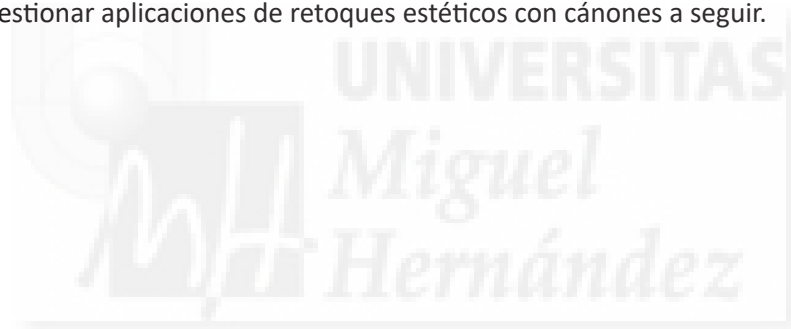 estionar aplicaciones de retoques estéticos con cánones a seguir.
UNIVERSITAS
Miguel
Hernández